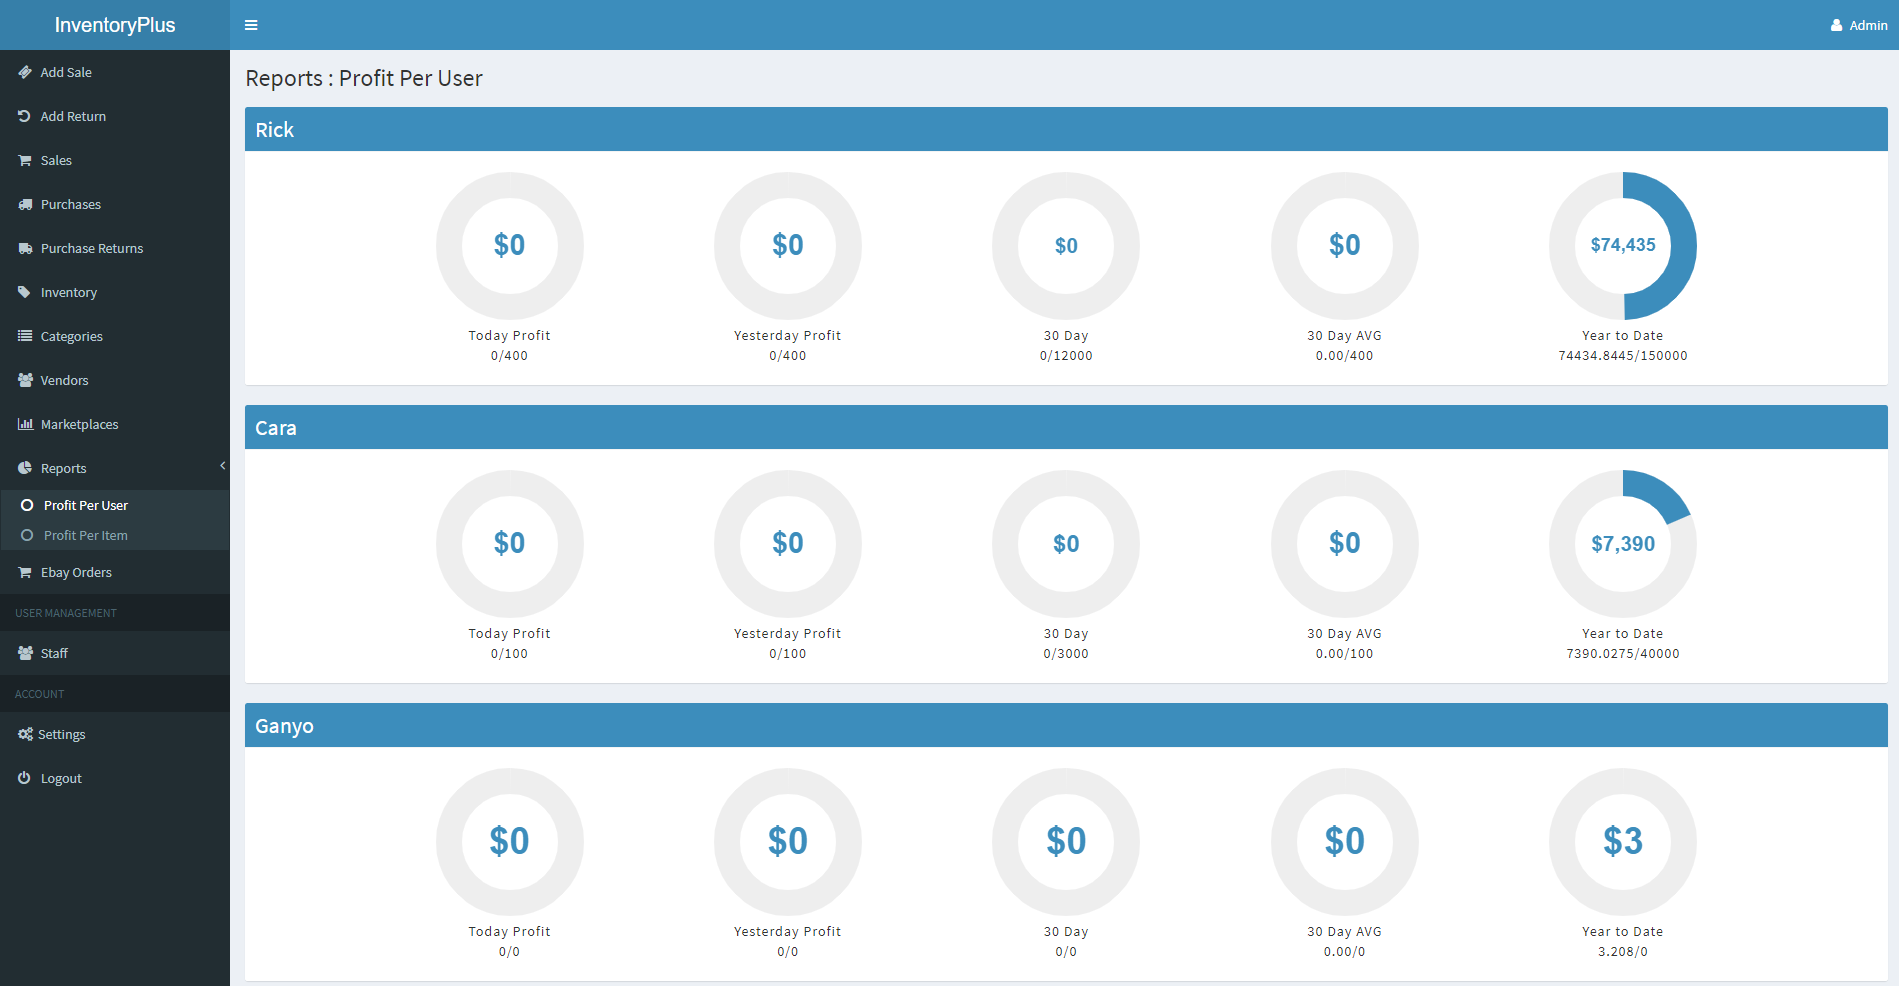 InventoryPlus
Admin
Add Sale
Add Return
Sales
Purchases
Purchase Returns
Inventory
Categories
Vendors
Marketplaces
Reports
Profit Per User
Profit Per Item
Ebay Orders
USER MANAGEMENT
Staff
ACCOUNT
Settings
Logout
Reports : Profit Per User
Rick
$0
Today Profit
0/400
$0
Yesterday Profit
0/400
$0
30 Day
0/12000
$0
30 Day AVG
0.00/400
$74,435
Year to Date
74434.8445/150000
Cara
$0
Today Profit
0/100
$0
Yesterday Profit
0/100
$0
30 Day
0/3000
$0
30 Day AVG
0.00/100
$7,390
Year to Date
7390.0275/40000
Ganyo
$0
Today Profit
0/0
$0
Yesterday Profit
0/0
$0
30 Day
0/0
$0
30 Day AVG
0.00/0
$3
Year to Date
3.208/0